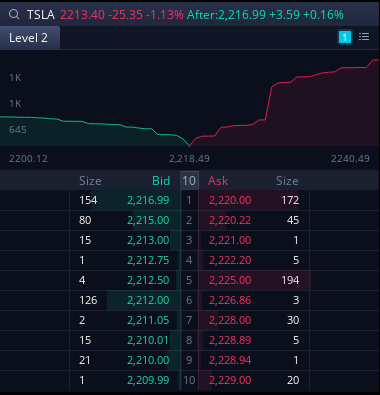 TSLA 2213.40 -25.35 -1.13% After:2,216.99 +3.59 +0.16%
Level 2 1
1K
1K
645
2200.12 2,218.49 2240.49
Size Bid 10 Ask Size
154 2,216.99 1 2,220.00 172
80 2,215.00 2 2,220.22 45
15 2,213.00 3 2,221.00 1
1 2,212.75 4 2,222.20 5
4 2,212.50 5 2,225.00 194
126 2,212.00 6 2,226.86 3
2 2,211.05 7 2,228.00 30
15 2,210.01 8 2,228.89 5
21 2,210.00 9 2,228.94 1
1 2,209.99 10 2,229.00 20